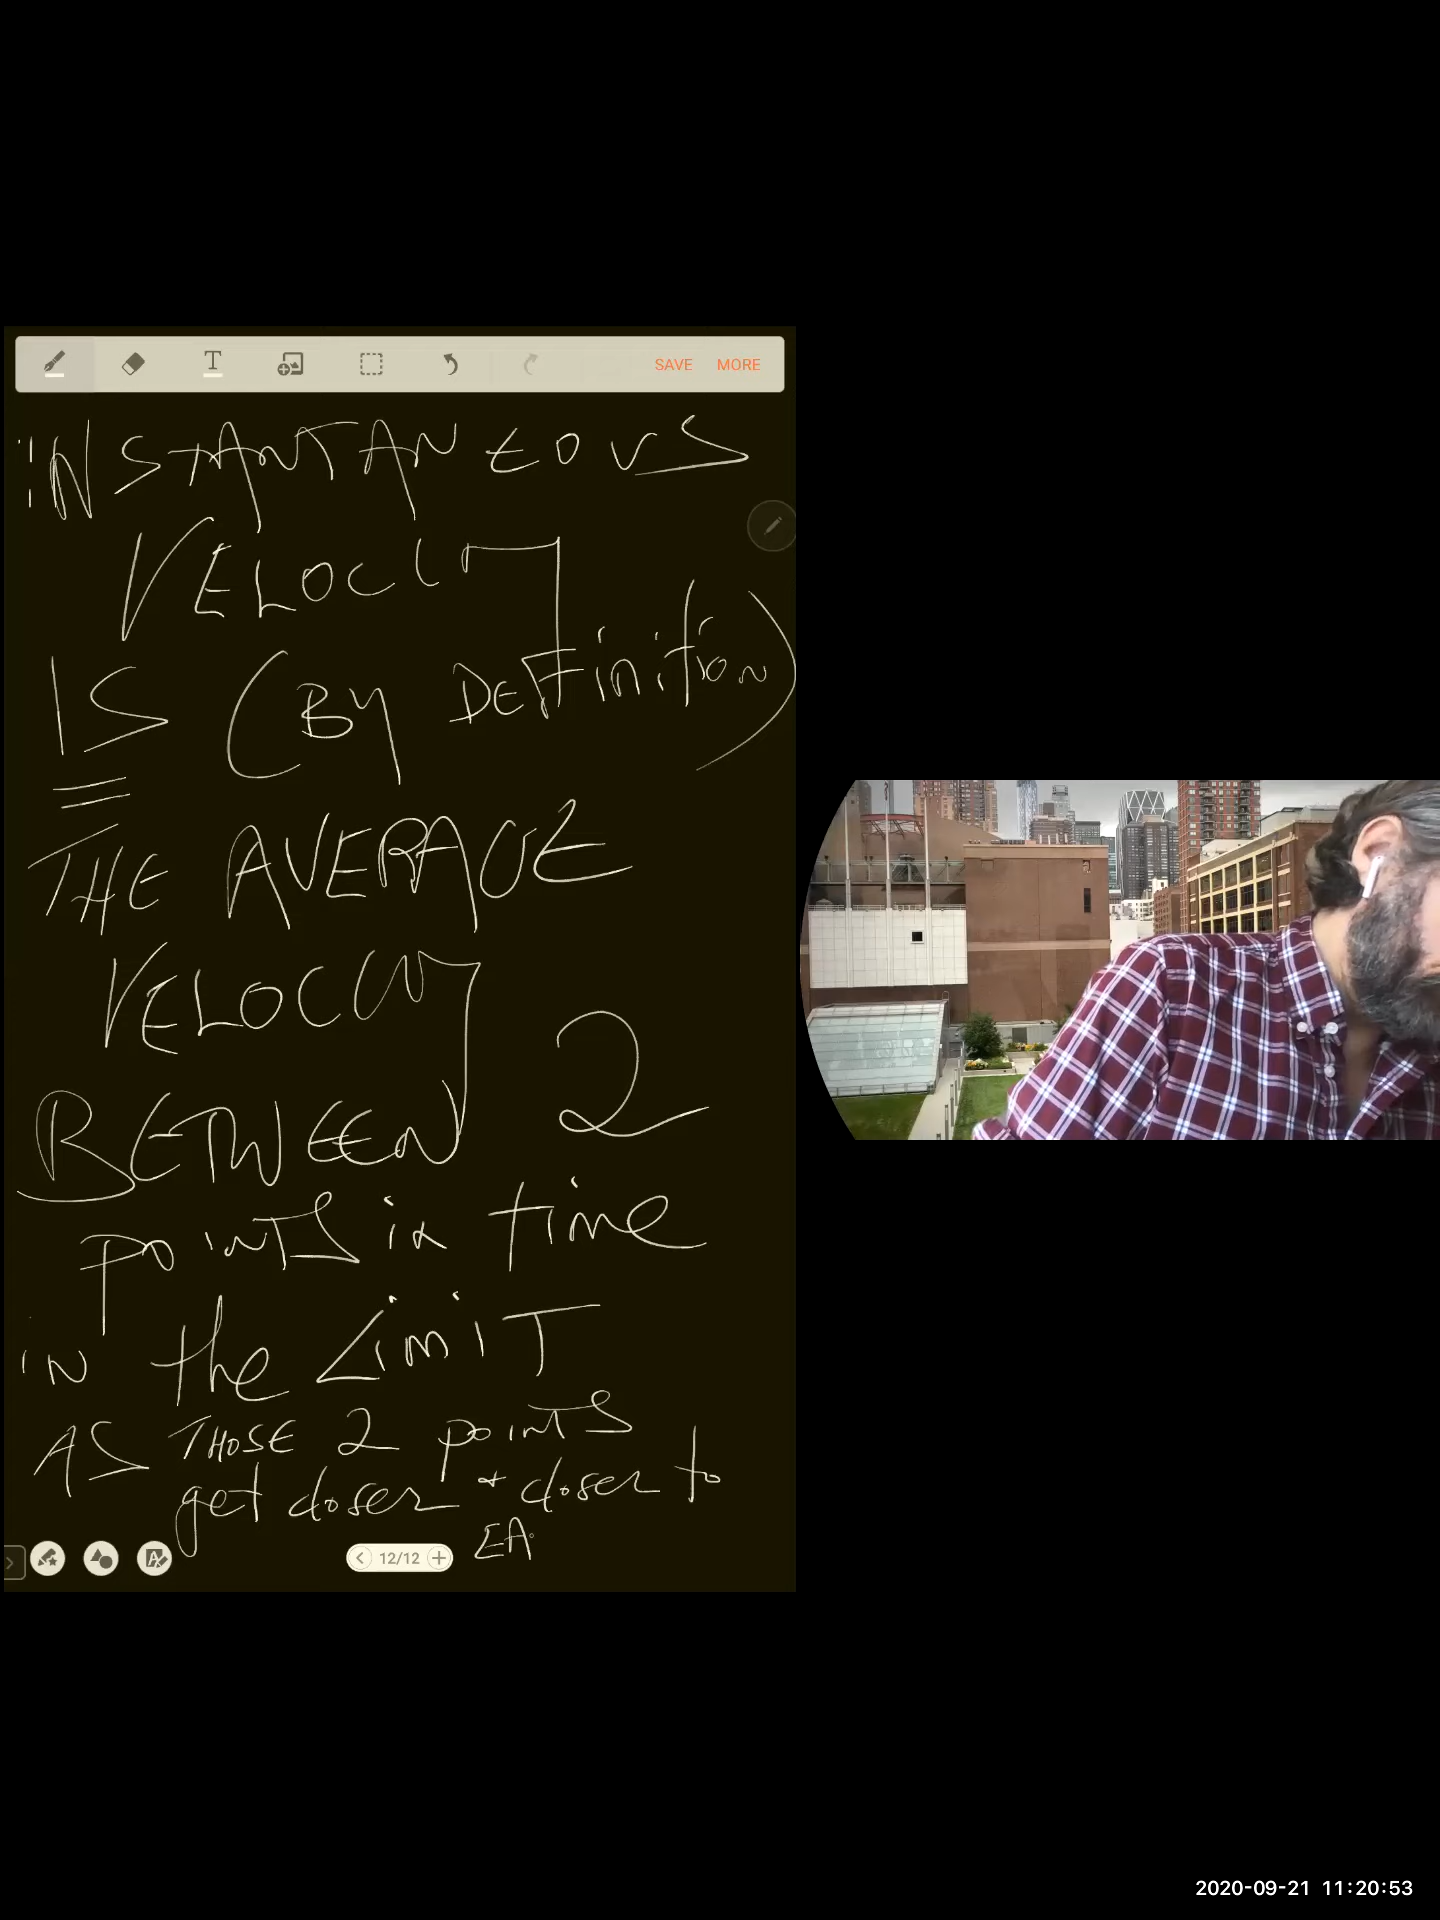 SAVE MORE
INSTANTANEOUS
VELOCITY
IS (BY DEFINITION)
THE AVERAGE
VELOCITY
BETWEEN 2
points in time
in the LIMIT
AS THOSE 2 points
get closer + closer to
EA
12/12
2020-09-21 11:20:53